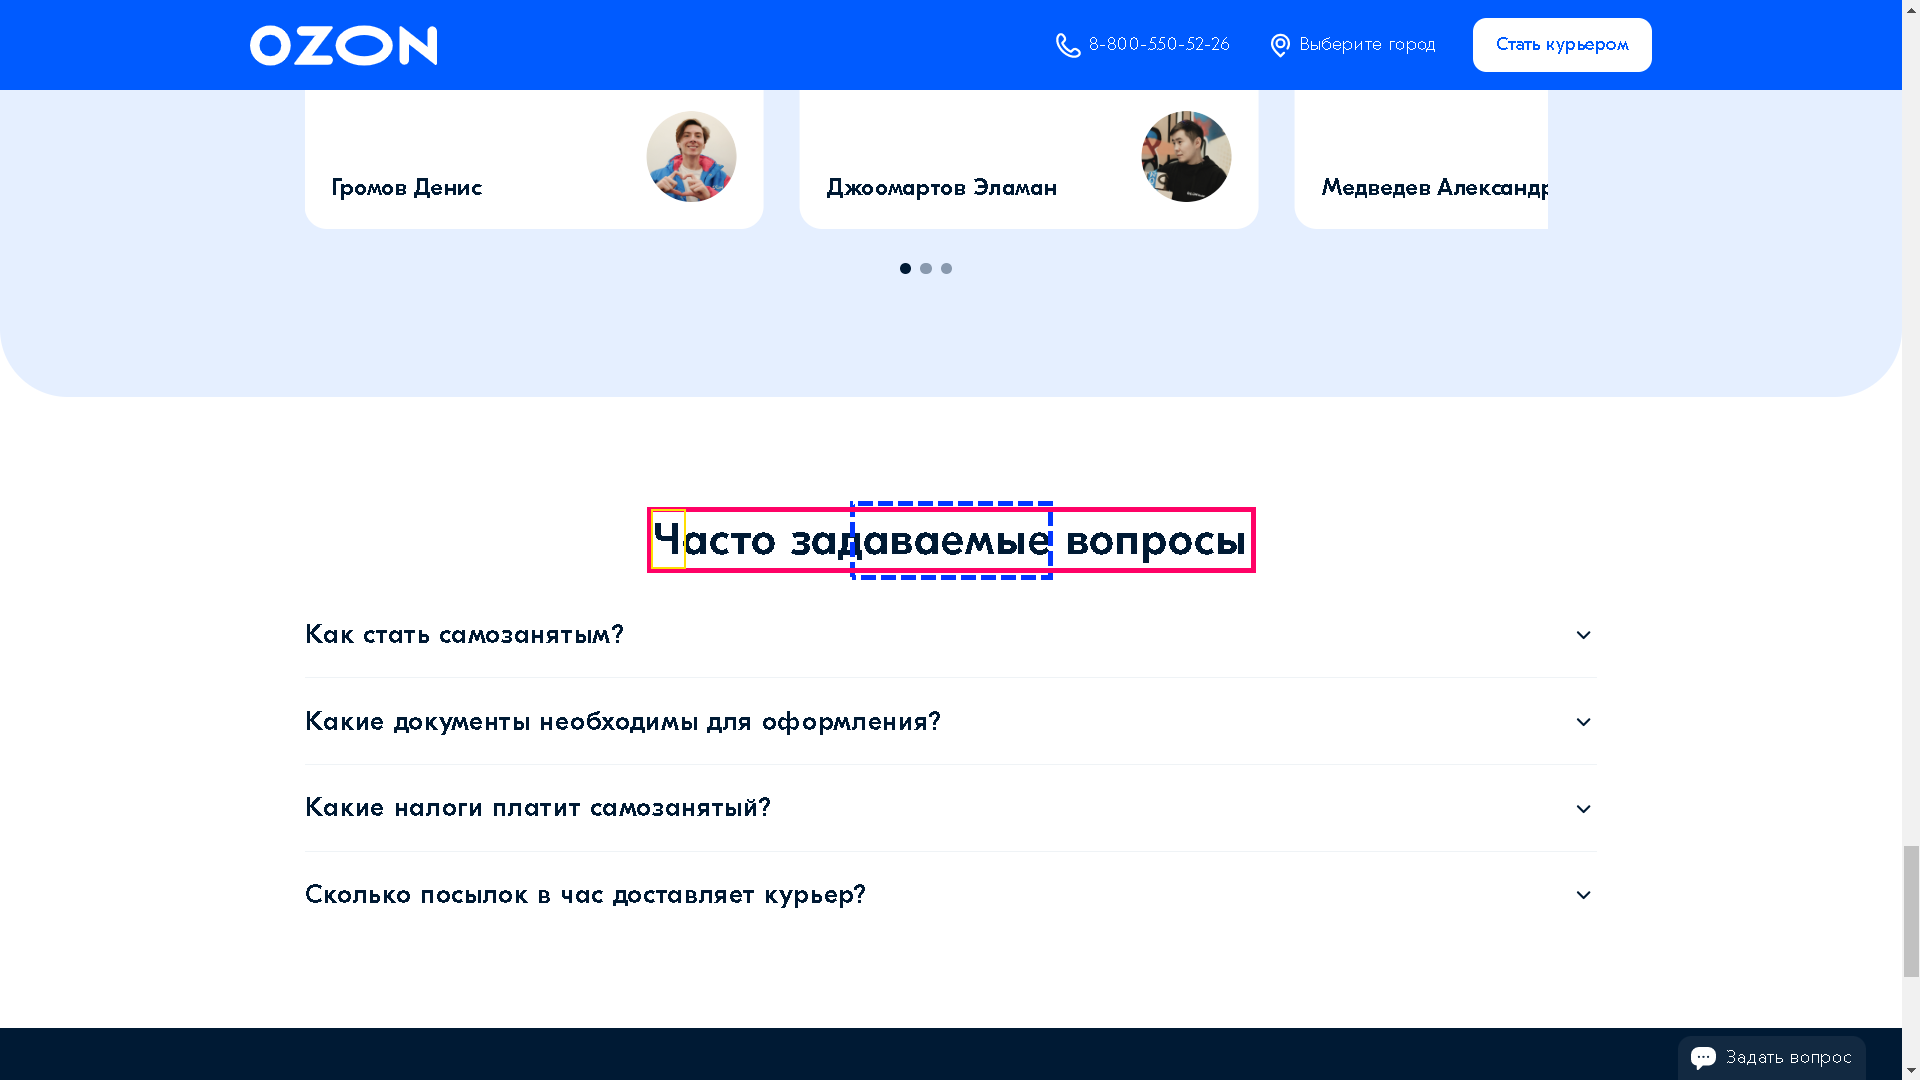 OZON
8-800-550-52-26
Выберите город
Стать курьером
Громов Денис
Джоомартов Эламан
Медведев Александр
Часто задаваемые вопросы
Как стать самозанятым?
Какие документы необходимы для оформления?
Какие налоги платит самозанятый?
Сколько посылок в час доставляет курьер?
Задать вопрос